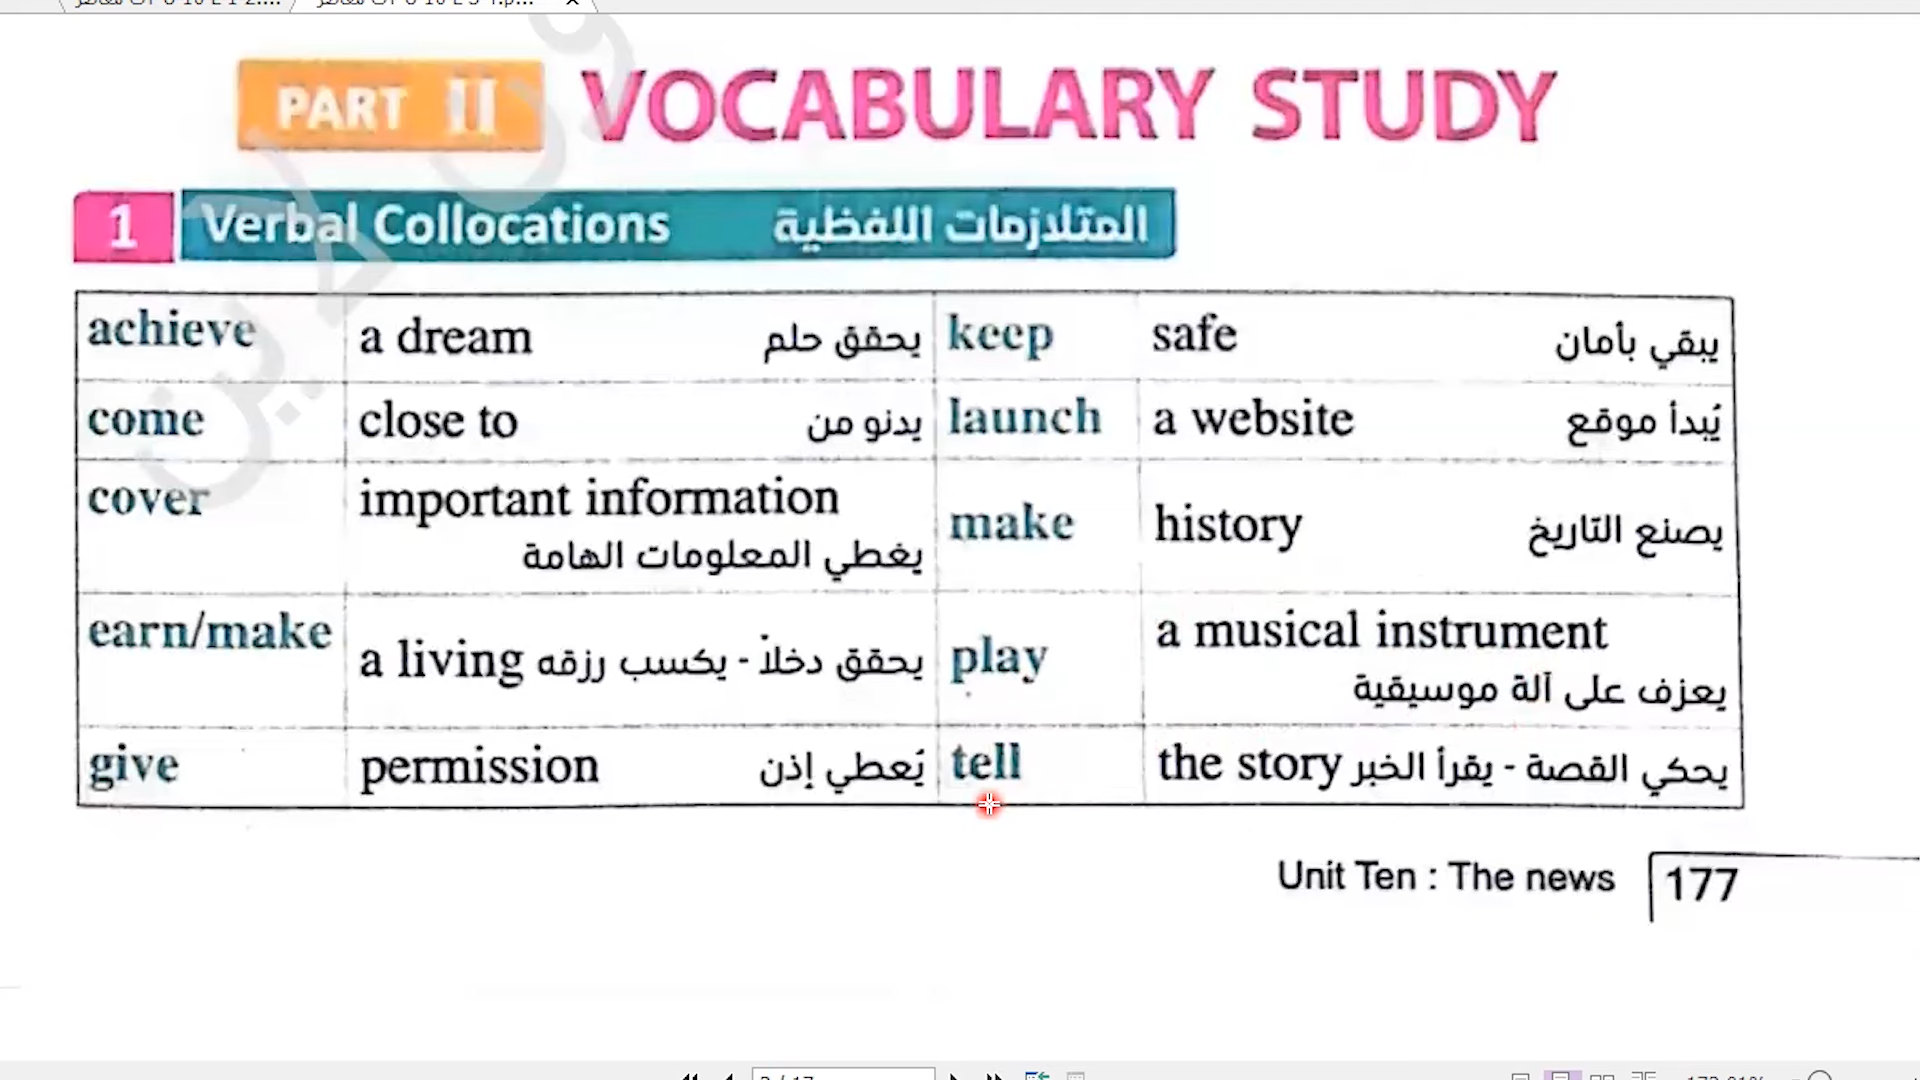 PART II VOCABULARY STUDY
1 Verbal Collocations المتلازمات اللفظية
achieve a dream يحقق حلم keep safe يبقي بأمان
come close to يدنو من launch a website يُبدأ موقع
cover important information
يغطي المعلومات الهامة
make history يصنع التاريخ
earn/make a living يحقق دخلاً - يكسب رزقه play a musical instrument
يعزف على آلة موسيقية
give permission يُعطي إذن tell the story يحكي القصة - يقرأ الخبر
Unit Ten : The news 177